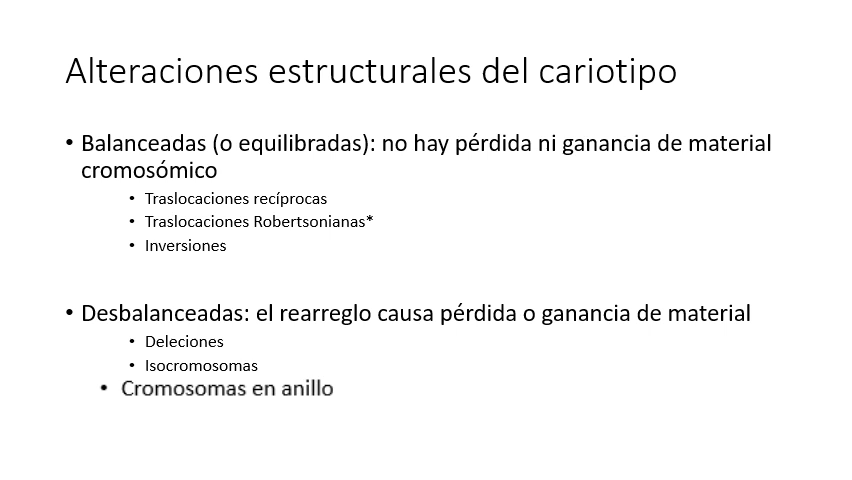 Alteraciones estructurales del cariotipo
• Balanceadas (o equilibradas): no hay pérdida ni ganancia de material
cromosómico
• Traslocaciones recíprocas
• Traslocaciones Robertsonianas*
• Inversiones
• Desbalanceadas: el rearreglo causa pérdida o ganancia de material
• Deleciones
• Isocromosomas
• Cromosomas en anillo